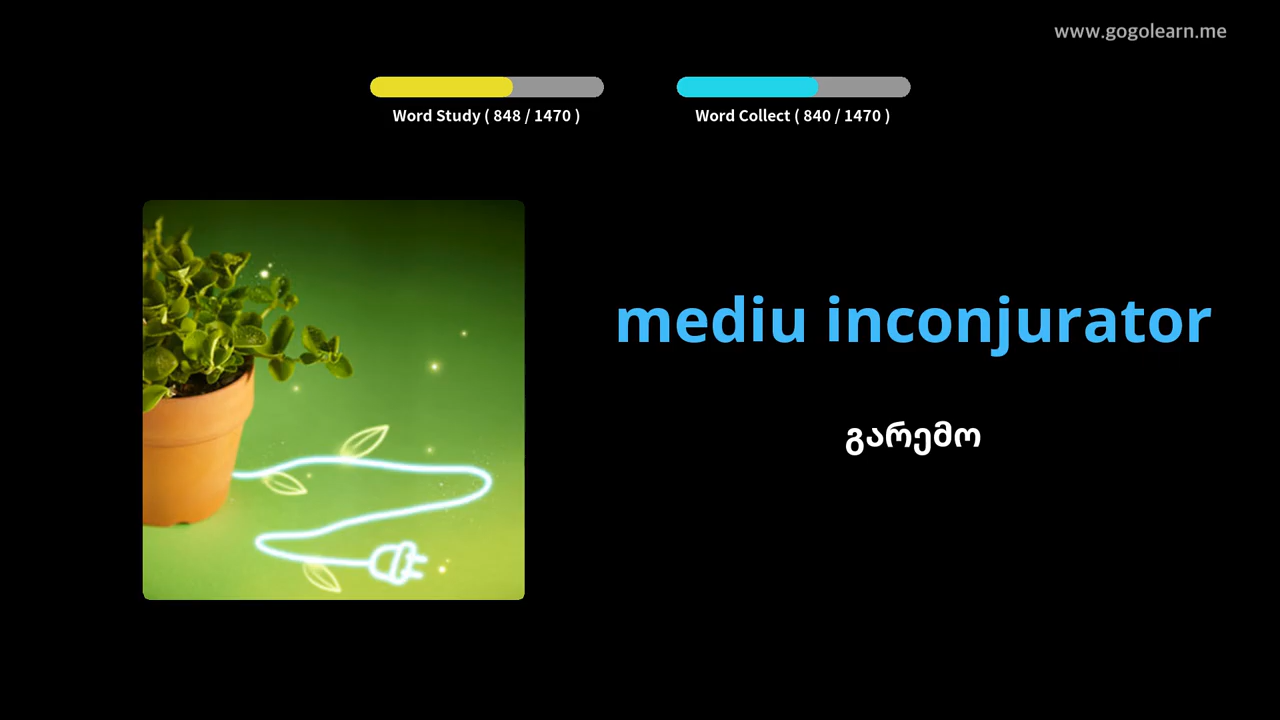 www.gogolearn.me
Word Study ( 848 / 1470 )
Word Collect ( 840 / 1470 )
mediu inconjurator
გარემო